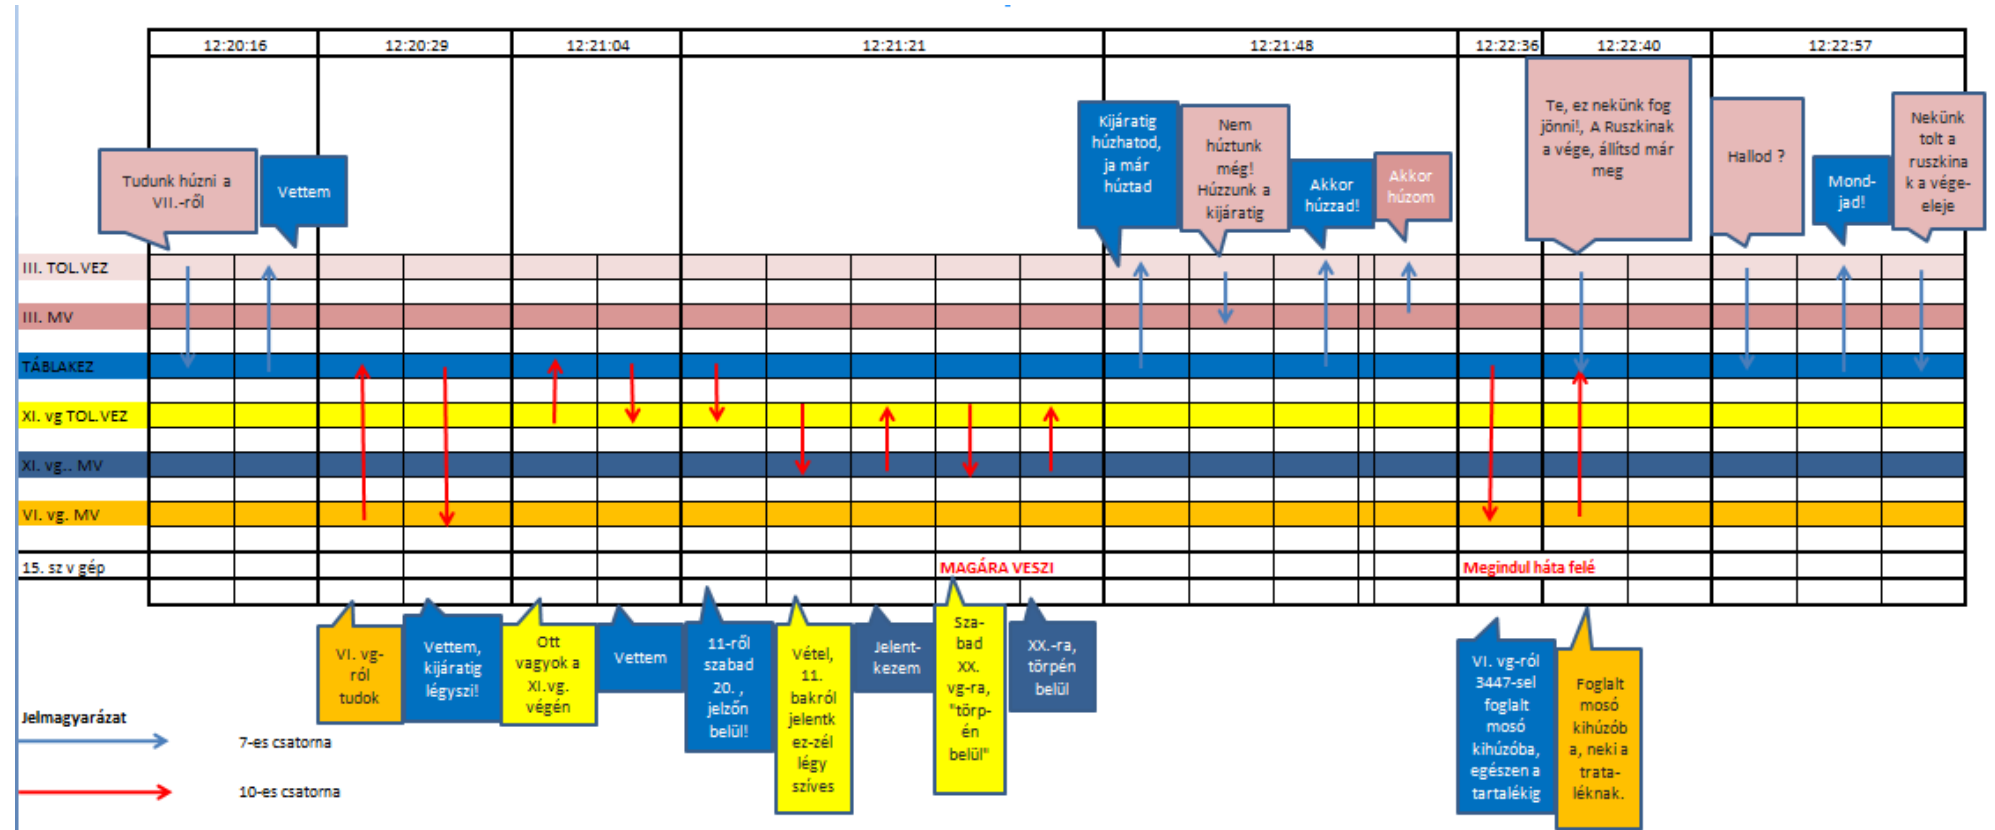 12:20:16 12:20:29 12:21:04 12:21:21 12:21:48 12:22:36 12:22:40 12:22:57
Tudunk húzni a
VII.-ről
Vettem
Kijáratig
húzhatod,
ja már
húztad
Nem
húztunk
még!
Húzzunk a
kijáratig
Akkor
húzzad!
Akkor
húzom
Te, ez nekünk fog
jönni!, A Ruszkinak
a vége, állítsd már
meg
Hallod ?
Mond-
jad!
Nekünk
tolt a
ruszkina
k a vége-
eleje
III. TOL.VEZ
III. MV
TÁBLAKEZ
XI. vg TOL.VEZ
XI. vg.. MV
VI. vg. MV
15. sz v gép
MAGÁRA VESZI
Megindul háta felé
VI. vg-
ról
tudok
Vettem,
kijáratig
légyszi!
Ott
vagyok a
XI.vg.
végén
Vettem
11-ről
szabad
20. ,
jelzőn
belül!
Vétel,
11.
bakról
jelentk
ez-zél
légy
szíves
Jelent-
kezem
Sza-
bad
XX.
vg-ra,
"törp-
én
belül"
XX.-ra,
törpén
belül
VI. vg-ról
3447-sel
foglalt
mosó
kihúzóba,
egészen a
tartalékig
Foglalt
mosó
kihúzób
a, neki a
trata-
léknak.
Jelmagyarázat
7-es csatorna
10-es csatorna